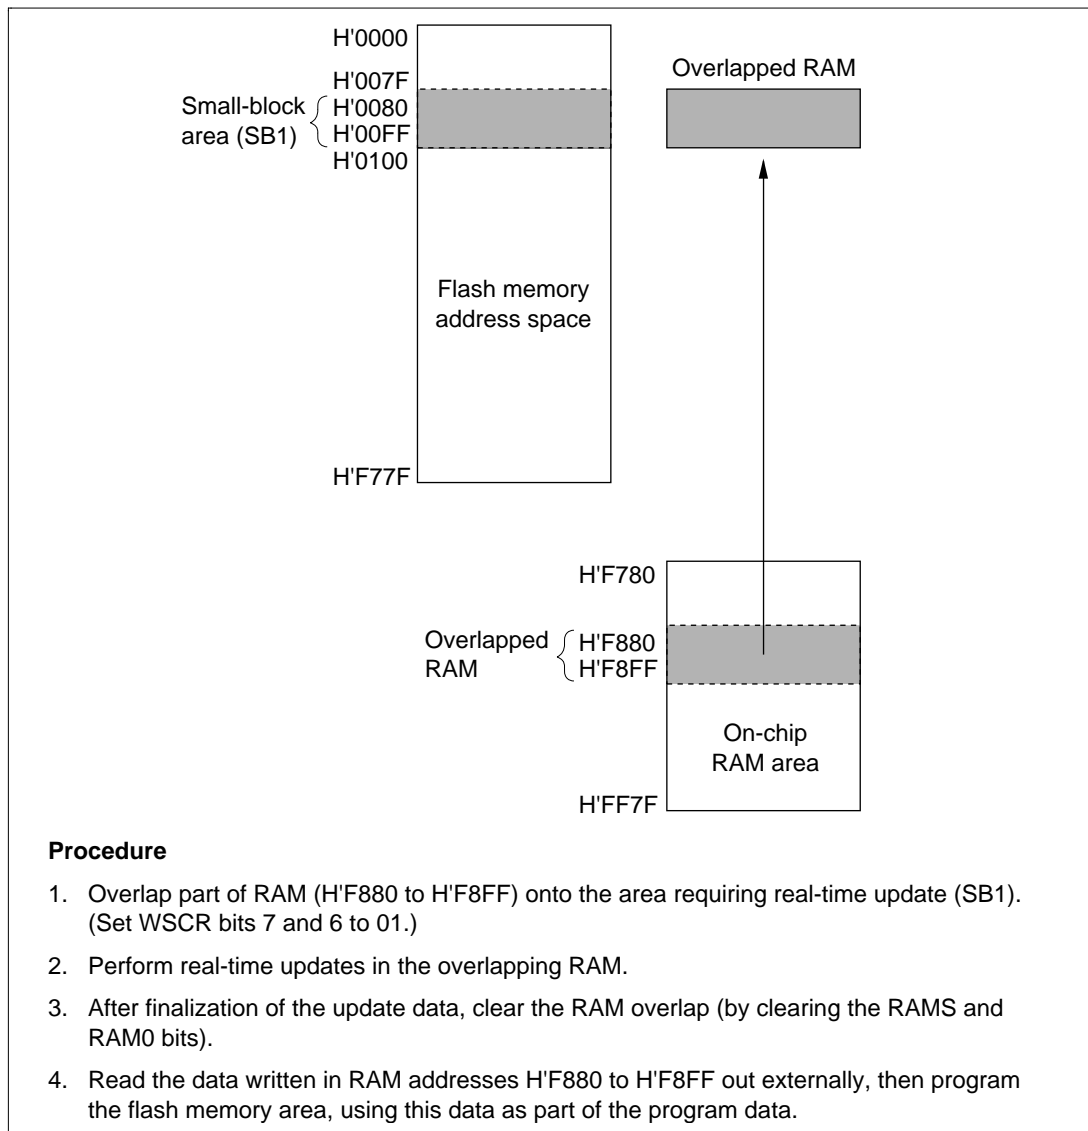 H'0000
H'007F
Small-block
area (SB1)
H'0080
H'00FF
H'0100
Overlapped RAM
Flash memory
address space
H'F77F
H'F780
Overlapped
RAM
H'F880
H'F8FF
On-chip
RAM area
H'FF7F
Procedure
1. Overlap part of RAM (H'F880 to H'F8FF) onto the area requiring real-time update (SB1).
(Set WSCR bits 7 and 6 to 01.)
2. Perform real-time updates in the overlapping RAM.
3. After finalization of the update data, clear the RAM overlap (by clearing the RAMS and
RAM0 bits).
4. Read the data written in RAM addresses H'F880 to H'F8FF out externally, then program
the flash memory area, using this data as part of the program data.